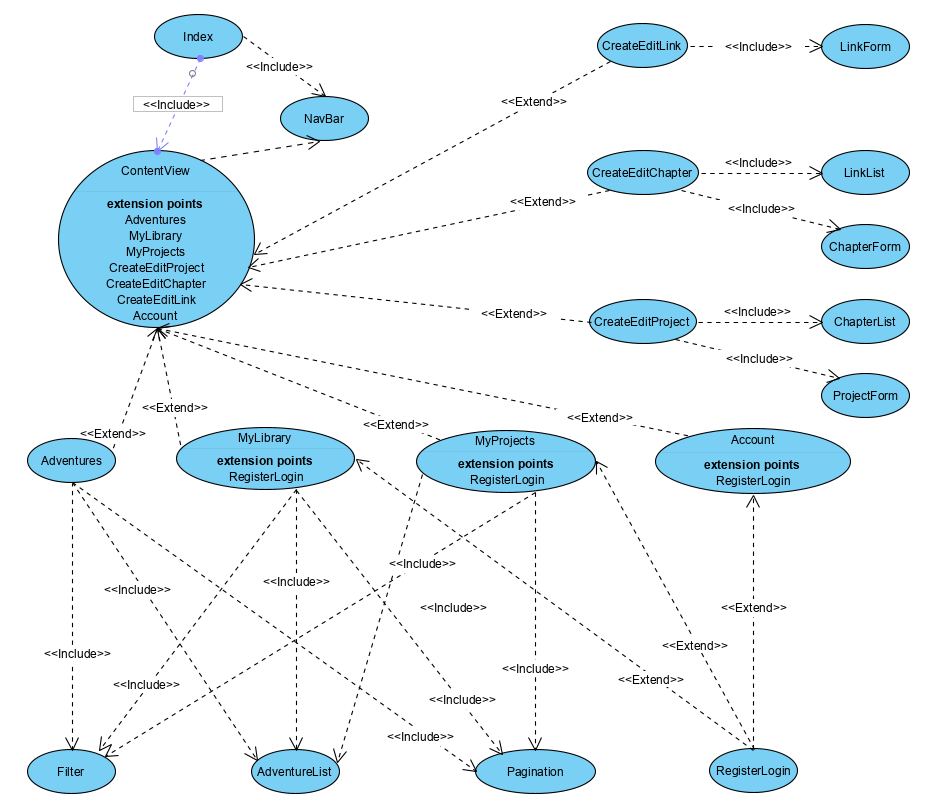 Index
CreateEditLink
<<Include>>
LinkForm
<<Include>>
<<Include>>
<<Extend>>
NavBar
ContentView
extension points
Adventures
MyLibrary
MyProjects
CreateEditProject
CreateEditChapter
CreateEditLink
Account
CreateEditChapter
<<Include>>
LinkList
<<Extend>>
<<Include>>
ChapterForm
<<Extend>>
CreateEditProject
<<Include>>
ChapterList
<<Include>>
ProjectForm
<<Extend>>
<<Extend>>
<<Extend>>
<<Extend>>
Adventures
MyLibrary
extension points
RegisterLogin
MyProjects
extension points
RegisterLogin
Account
extension points
RegisterLogin
<<Include>>
<<Include>>
<<Include>>
<<Include>>
<<Extend>>
<<Include>>
<<Extend>>
<<Include>>
<<Include>>
<<Extend>>
<<Include>>
<<Include>>
Filter
AdventureList
Pagination
RegisterLogin